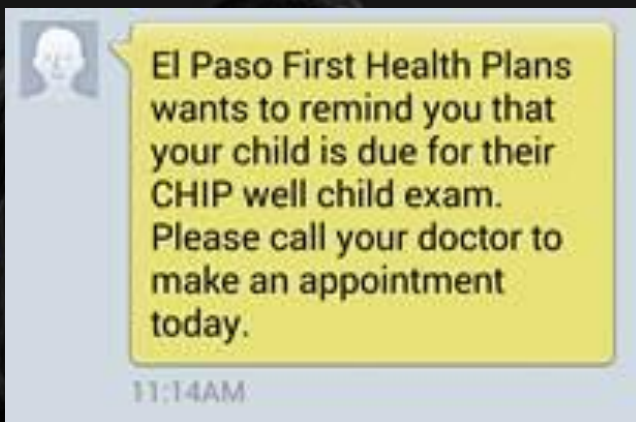 El Paso First Health Plans
wants to remind you that
your child is due for their
CHIP well child exam.
Please call your doctor to
make an appointment
today.
11:14AM